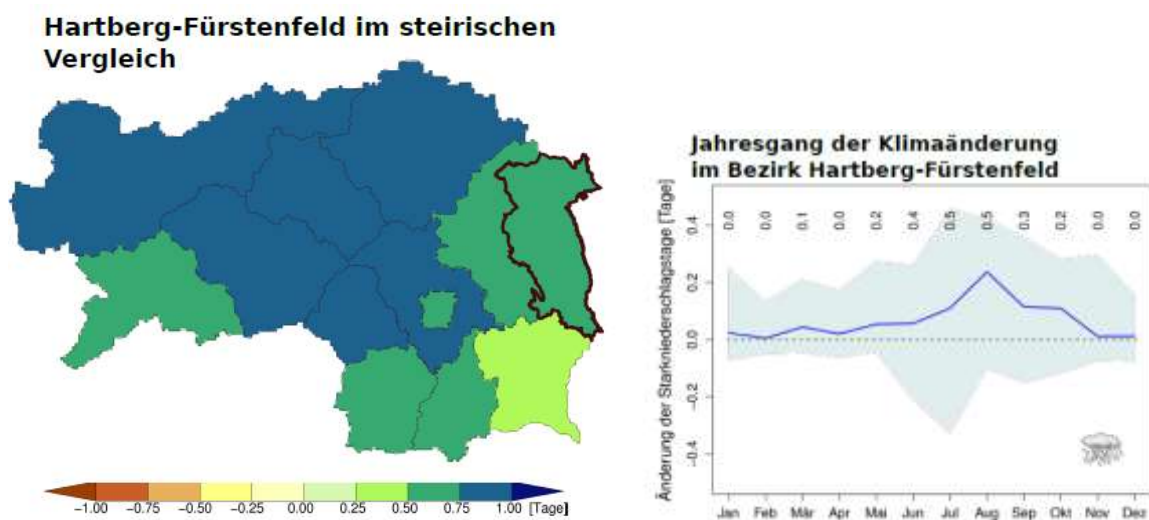 Hartberg-Fürstenfeld im steirischen
Vergleich
−1.00 −0.75 −0.50 −0.25 0.00 0.25 0.50 0.75 1.00 [Tage]
Jahresgang der Klimaänderung
im Bezirk Hartberg-Fürstenfeld
Änderung der Starkniederschlagstage [Tage]
0.4
0.2
0.0
−0.2
−0.4
0.0 0.0 0.1 0.0 0.2 0.4 0.5 0.5 0.3 0.2 0.0 0.0
Jan Feb Mär Apr Mai Jun Jul Aug Sep Okt Nov Dez